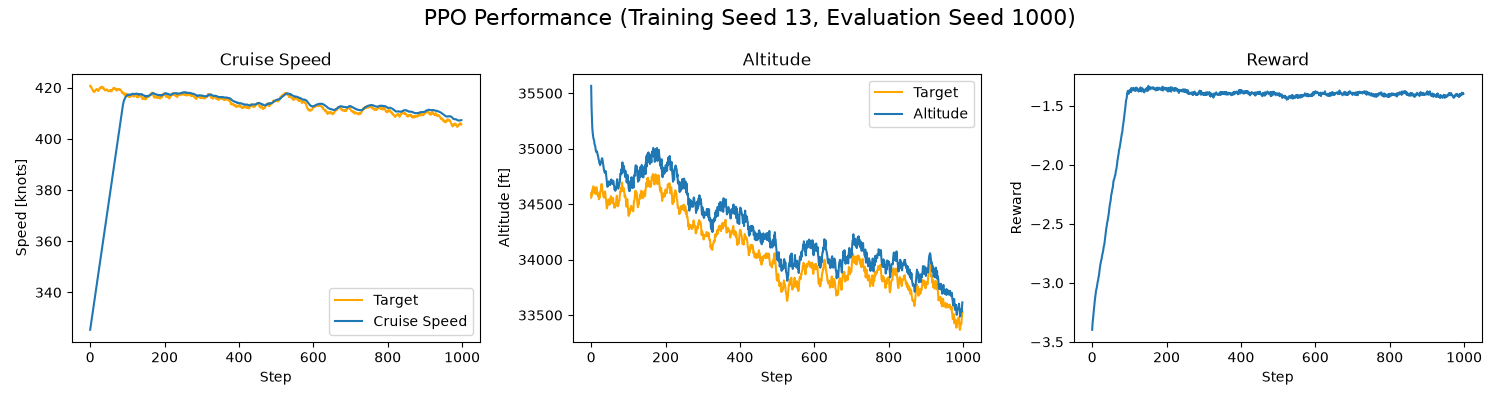 PPO Performance (Training Seed 13, Evaluation Seed 1000)
Cruise Speed
Speed [knots]
420
400
380
360
340
0 200 400 600 800 1000
Step
Target
Cruise Speed
Altitude
Altitude [ft]
35500
35000
34500
34000
33500
0 200 400 600 800 1000
Step
Target
Altitude
Reward
Reward
−1.5
−2.0
−2.5
−3.0
−3.5
0 200 400 600 800 1000
Step